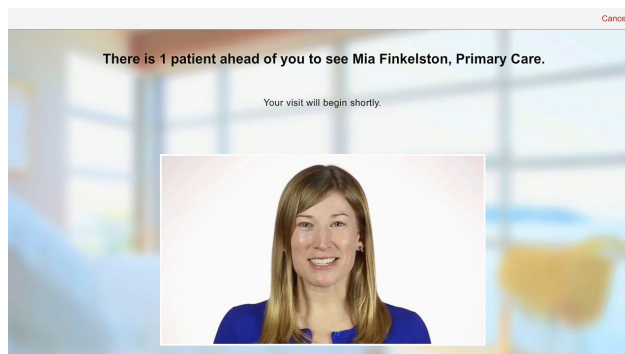 Cance
There is 1 patient ahead of you to see Mia Finkelston, Primary Care.
Your visit will begin shortly.